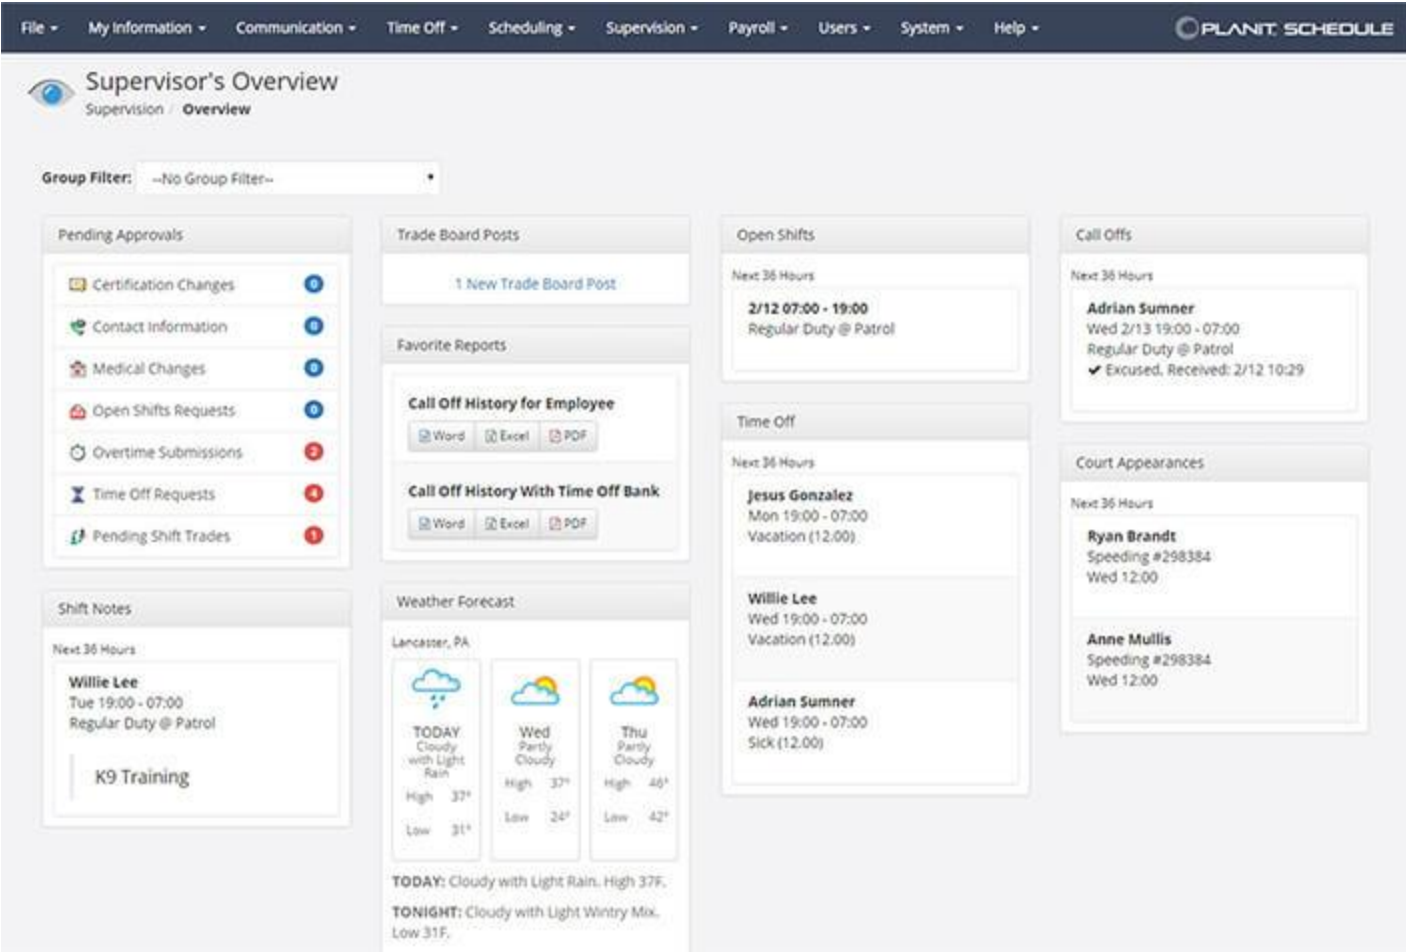 File My Information Communication Time Off Scheduling Supervision Payroll Users System Help PLANIT SCHEDULE
Supervisor's Overview
Supervision / Overview
Group Filter: --No Group Filter--
Pending Approvals
Certification Changes 0
Contact Information 0
Medical Changes 0
Open Shifts Requests 0
Overtime Submissions 2
Time Off Requests 4
Pending Shift Trades 1
Shift Notes
Next 36 Hours
Willie Lee
Tue 19:00 - 07:00
Regular Duty @ Patrol
K9 Training
Trade Board Posts
1 New Trade Board Post
Favorite Reports
Call Off History for Employee
Word Excel PDF
Call Off History With Time Off Bank
Word Excel PDF
Weather Forecast
Lancaster, PA
TODAY
Cloudy
with Light
Rain
High 37°
Low 31°
Wed
Partly
Cloudy
High 37°
Low 24°
Thu
Partly
Cloudy
High 46°
Low 42°
TODAY: Cloudy with Light Rain. High 37F.
TONIGHT: Cloudy with Light Wintry Mix.
Low 31F.
Open Shifts
Next 36 Hours
2/12 07:00 - 19:00
Regular Duty @ Patrol
Time Off
Next 36 Hours
Jesus Gonzalez
Mon 19:00 - 07:00
Vacation (12.00)
Willie Lee
Wed 19:00 - 07:00
Vacation (12.00)
Adrian Sumner
Wed 19:00 - 07:00
Sick (12.00)
Call Offs
Next 36 Hours
Adrian Sumner
Wed 2/13 19:00 - 07:00
Regular Duty @ Patrol
✔ Excused, Received: 2/12 10:29
Court Appearances
Next 36 Hours
Ryan Brandt
Speeding #298384
Wed 12:00
Anne Mullis
Speeding #298384
Wed 12:00